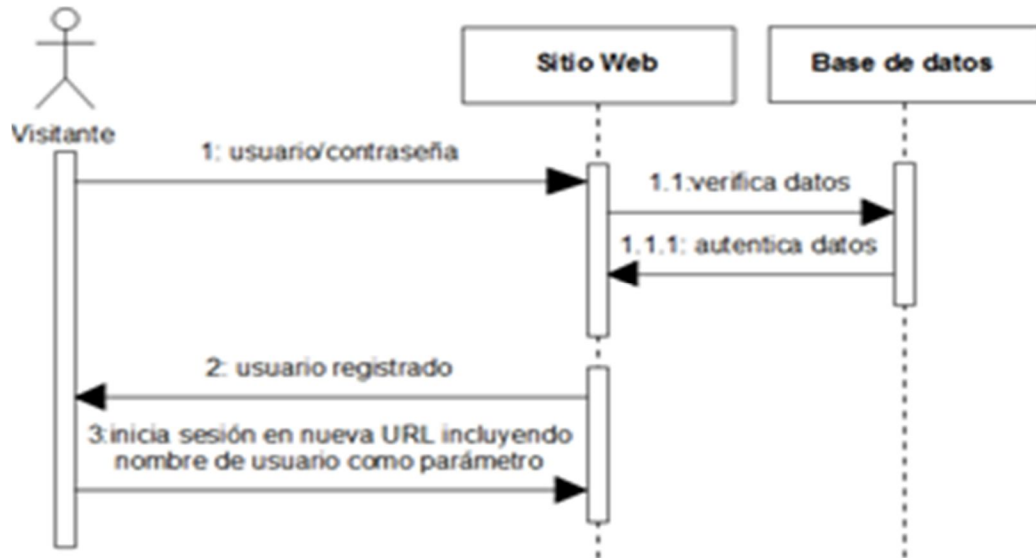 Sitio Web
Base de datos
Visitante
1: usuario/contraseña
1.1:verifica datos
1.1.1: autentica datos
2: usuario registrado
3:inicia sesión en nueva URL incluyendo
nombre de usuario como parámetro